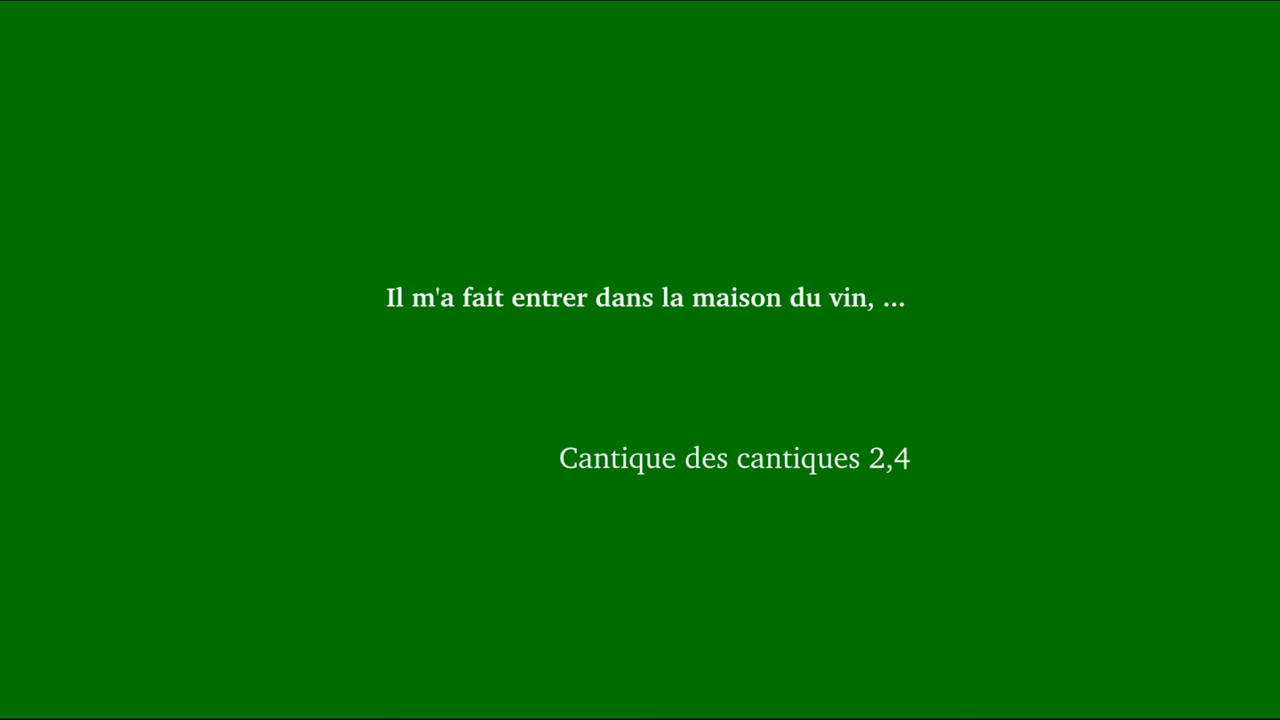 Il m'a fait entrer dans la maison du vin, ...
Cantique des cantiques 2,4